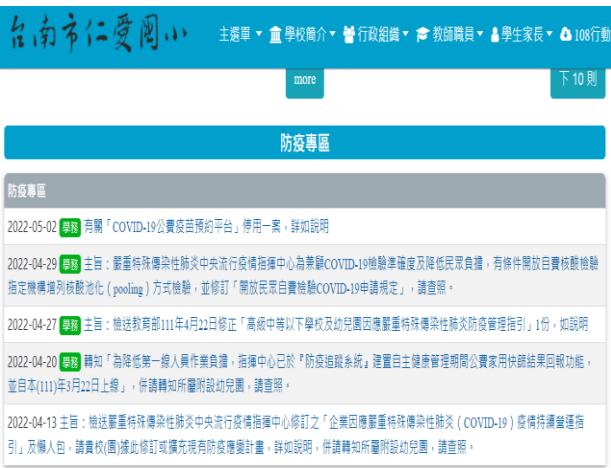 台南市仁愛國小
主選單 學校簡介 行政組織 教師職員 學生家長 108行動
more
下 10 則
防疫專區
防疫專區
2022-05-02 學務 有關「COVID-19公費疫苗預約平台」停用一案，詳如說明
2022-04-29 學務 主旨：嚴重特殊傳染性肺炎中央流行疫情指揮中心為兼顧COVID-19檢驗準確度及降低民眾負擔，有條件開放自費核酸檢驗
指定機構增列核酸池化（pooling）方式檢驗，並修訂「開放民眾自費檢驗COVID-19申請規定」，請查照。
2022-04-27 學務 主旨：檢送教育部111年4月22日修正「高級中等以下學校及幼兒園因應嚴重特殊傳染性肺炎防疫管理指引」1份，如說明
2022-04-20 學務 轉知「為降低第一線人員作業負擔，指揮中心已於『防疫追蹤系統』建置自主健康管理期間公費家用快篩結果回報功能，
並自本(111)年3月22日上線」，併請轉知所屬附設幼兒園，請查照。
2022-04-13 主旨：檢送嚴重特殊傳染性肺炎中央流行疫情指揮中心修訂之「企業因應嚴重特殊傳染性肺炎（COVID-19）疫情持續營運指
引」及懶人包，請貴校(園)據此修訂或擴充現有防疫應變計畫，詳如說明，併請轉知所屬附設幼兒園，請查照。